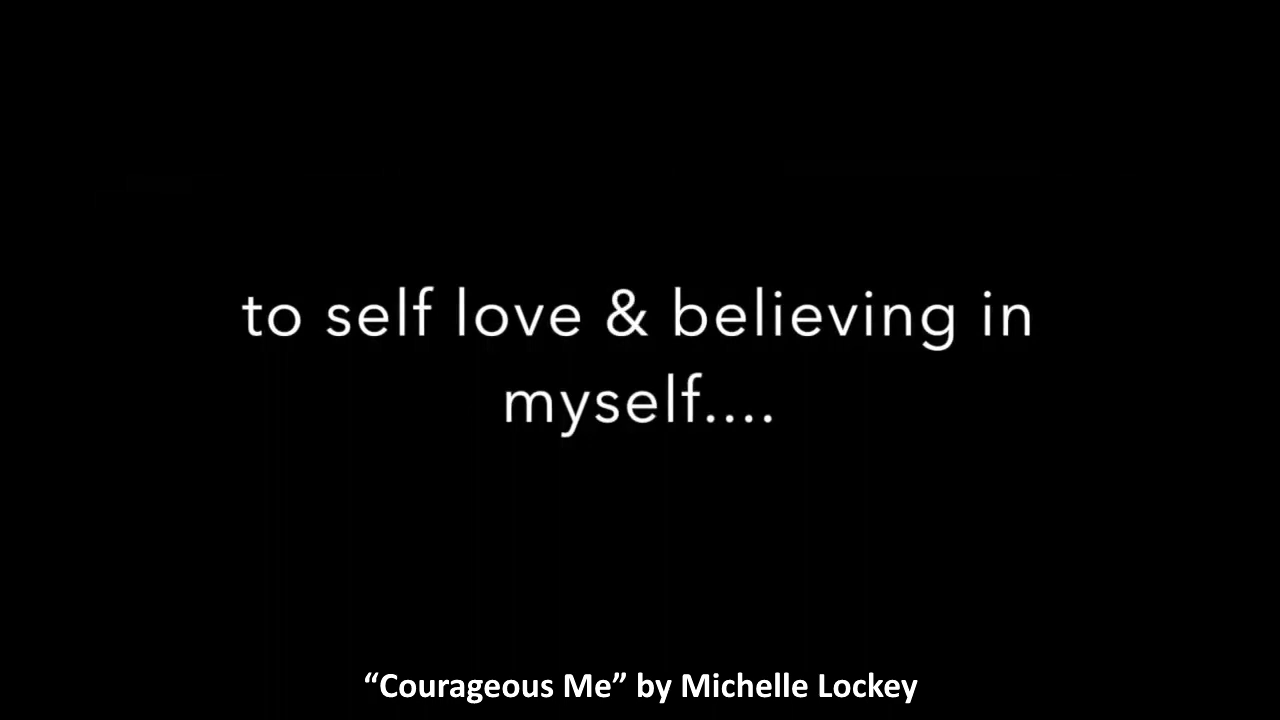 to self love & believing in
myself....
“Courageous Me” by Michelle Lockey